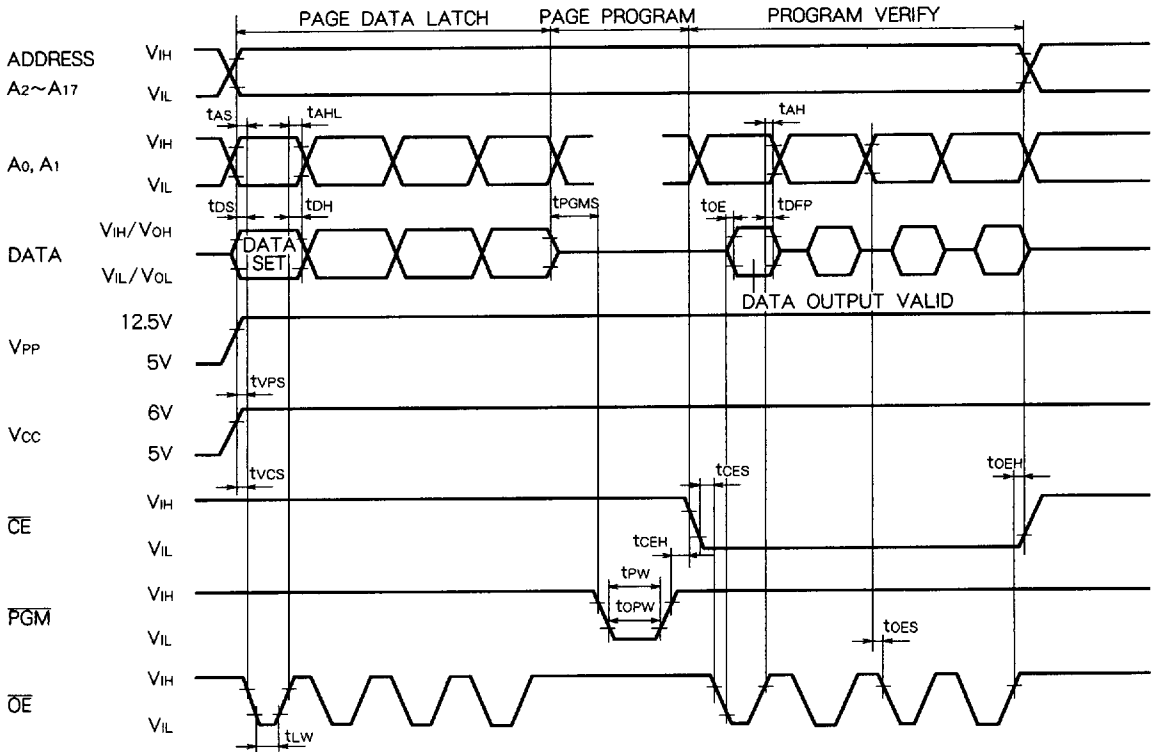 PAGE DATA LATCH PAGE PROGRAM PROGRAM VERIFY
ADDRESS
A2~A17
VIH
VIL
tAS tAHL tAH
A0, A1
VIH
VIL
tDS tDH tPGMS tOE tDFP
DATA
VIH/VOH
VIL/VOL
DATA
SET
DATA OUTPUT VALID
VPP
12.5V
5V
tVPS
VCC
6V
5V
tVCS tCES tOEH
CE
VIH
VIL
tCEH
PGM
VIH
VIL
tPW
tOPW
tOES
OE
VIH
VIL
tLW